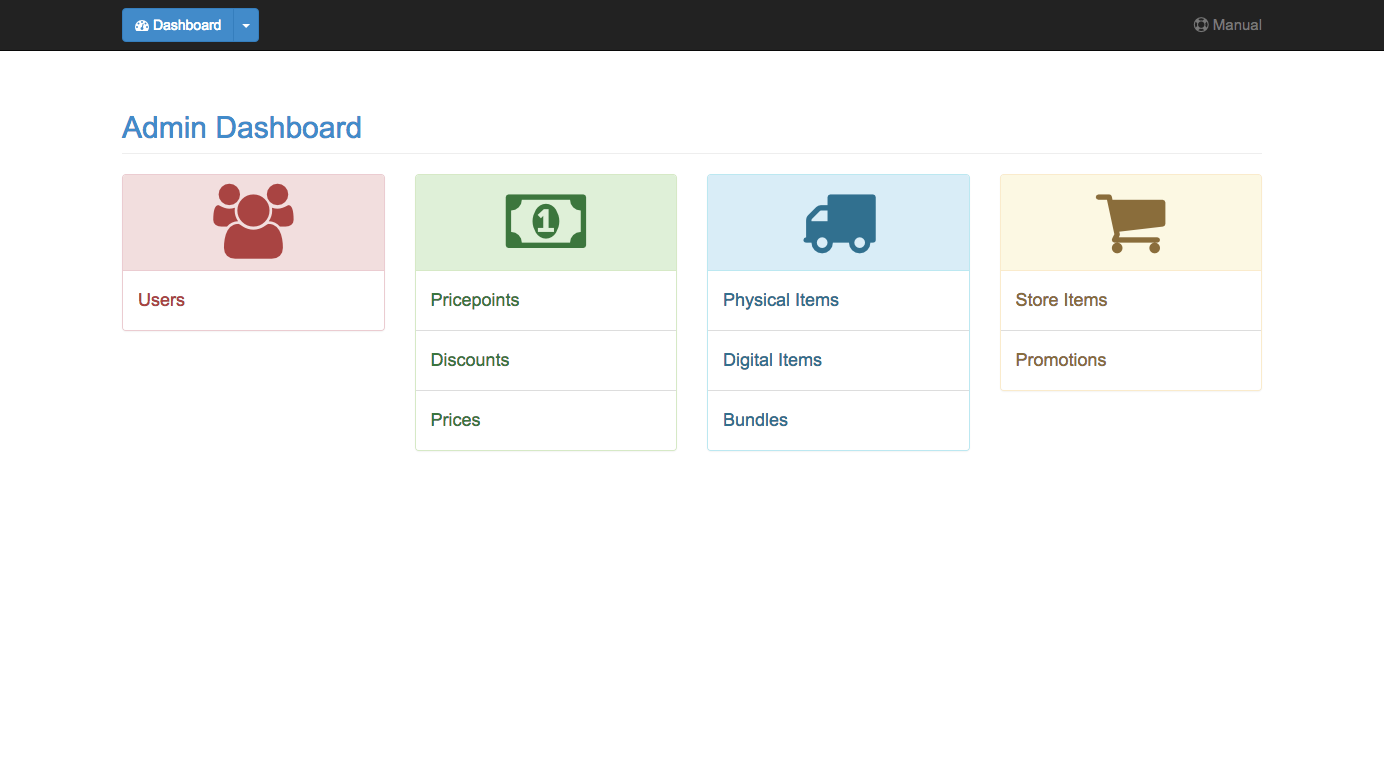 Dashboard
Manual
Admin Dashboard
1
Users
Pricepoints
Discounts
Prices
Physical Items
Digital Items
Bundles
Store Items
Promotions